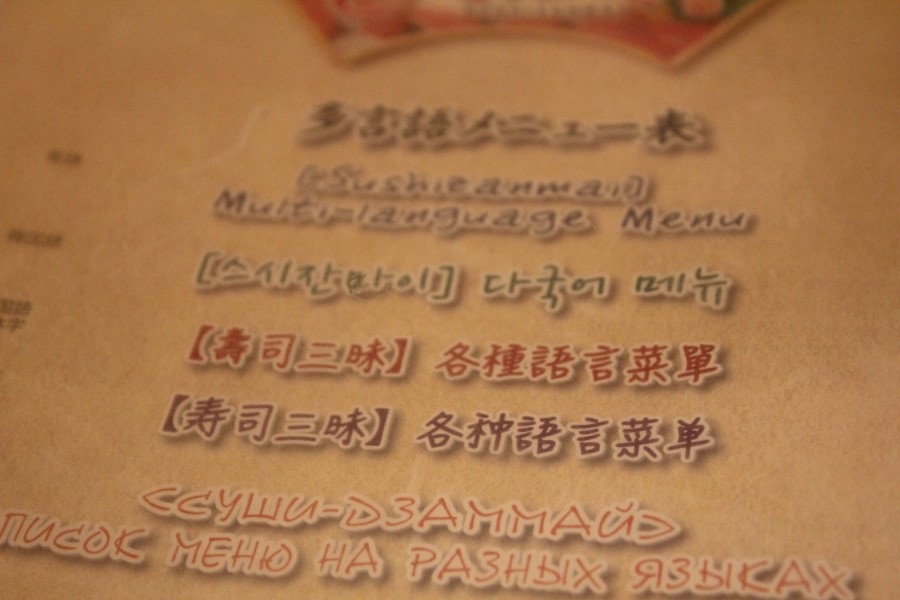 多言語メニュー表
[Sushizanmai]
Multi-language Menu
[스시잔마이] 다국어 메뉴
【壽司三昧】 各種語言菜單
【寿司三昧】 各种語言菜单
<СУШИ-ДЗАММАЙ>
ПИСОК МЕНЮ НА РАЗНЫХ ЯЗЫКАХ